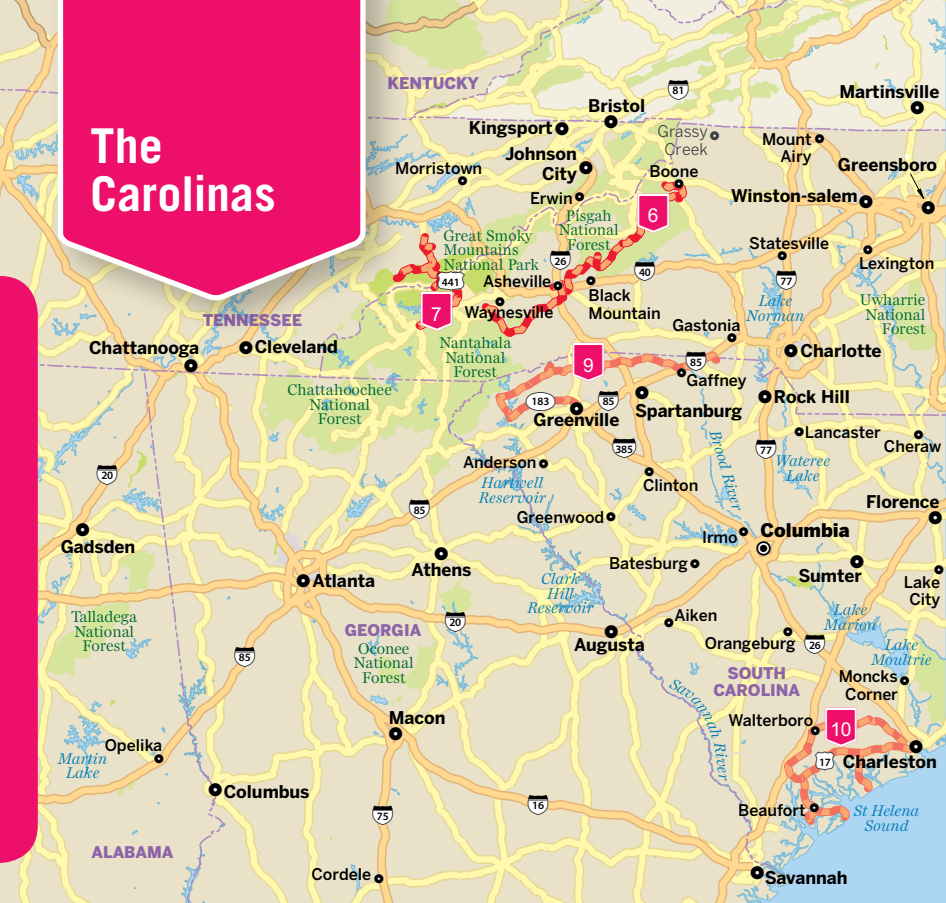 The
Carolinas
KENTUCKY
81
Martinsville
Bristol
Kingsport
Grassy
Creek
Mount
Airy
Johnson
City
Greensboro
Morristown
Boone
Erwin
Winston-salem
6
Pisgah
National
Forest
Great Smoky
Mountains
National Park
Statesville
26
40
Lexington
441
Asheville
77
Black
Mountain
Lake
Norman
Uwharrie
National
Forest
7
Waynesville
TENNESSEE
Gastonia
Nantahala
National
Forest
Chattanooga
Cleveland
9
85
Charlotte
Gaffney
Chattahoochee
National
Forest
183
85
Greenville
Spartanburg
Rock Hill
Lancaster
Cheraw
385
77
Brood River
Wateree
Lake
Anderson
20
Hartwell
Reservoir
Clinton
85
Greenwood
Florence
Gadsden
Irmo
Columbia
Athens
Batesburg
Atlanta
Sumter
Clark
Hill
Reservoir
Lake
City
Talladega
National
Forest
20
Aiken
Lake
Marion
GEORGIA
Augusta
Orangeburg
26
Lake
Moultrie
85
Oconee
National
Forest
SOUTH
CAROLINA
Moncks
Corner
Savannah River
Macon
Walterboro
10
Opelika
Martin
Lake
17
Charleston
Columbus
16
Beaufort
St Helena
Sound
75
ALABAMA
Cordele
Savannah